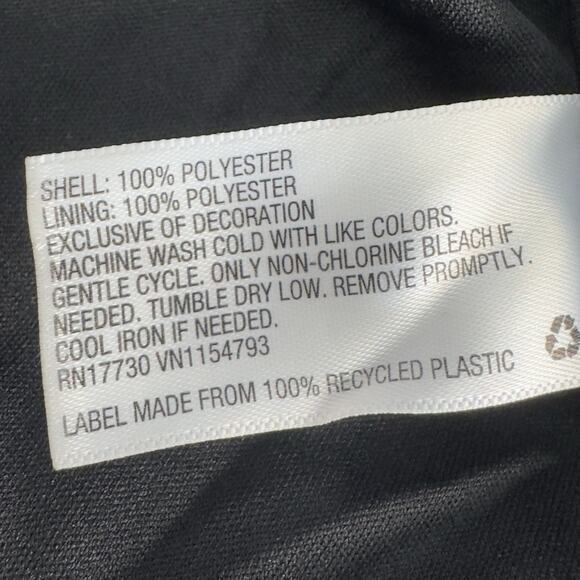 SHELL: 100% POLYESTER
LINING: 100% POLYESTER
EXCLUSIVE OF DECORATION
MACHINE WASH COLD WITH LIKE COLORS.
GENTLE CYCLE. ONLY NON-CHLORINE BLEACH IF
NEEDED. TUMBLE DRY LOW. REMOVE PROMPTLY.
COOL IRON IF NEEDED.
RN17730 VN1154793
LABEL MADE FROM 100% RECYCLED PLASTIC